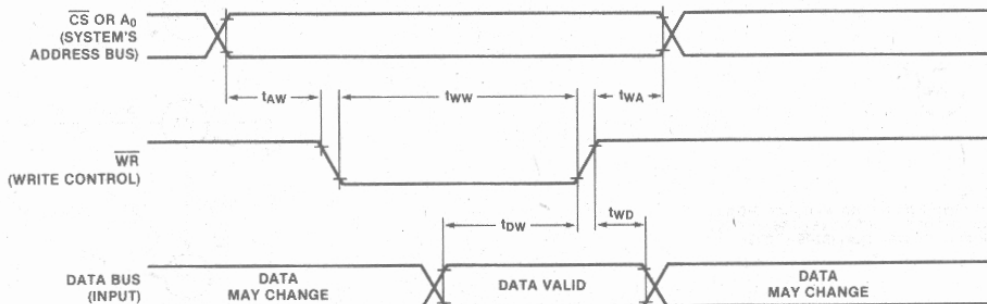 CS OR A0
(SYSTEM'S
ADDRESS BUS)
tAW
tWW
tWA
WR
(WRITE CONTROL)
tDW
tWD
DATA BUS
(INPUT)
DATA
MAY CHANGE
DATA VALID
DATA
MAY CHANGE